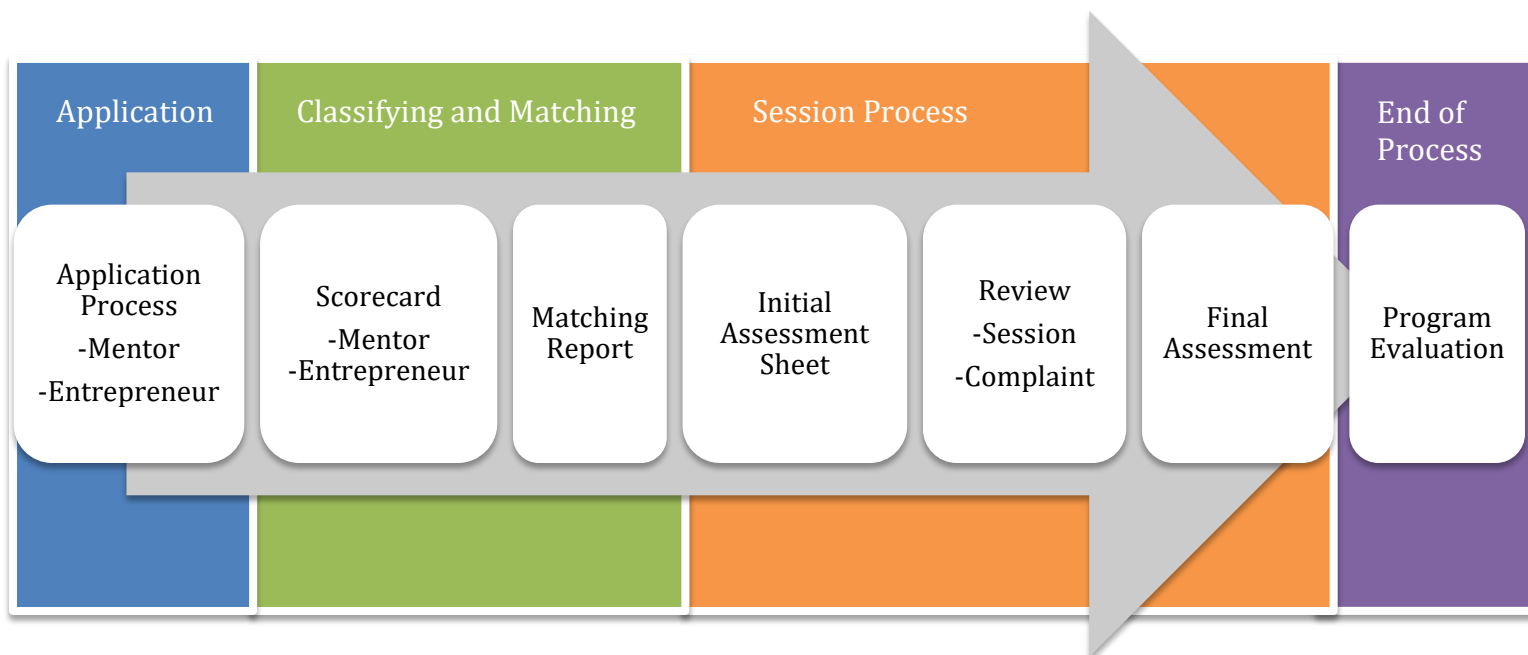 Application
Classifying and Matching
Session Process
End of
Process
Application
Process
-Mentor
-Entrepreneur
Scorecard
-Mentor
-Entrepreneur
Matching
Report
Initial
Assessment
Sheet
Review
-Session
-Complaint
Final
Assessment
Program
Evaluation